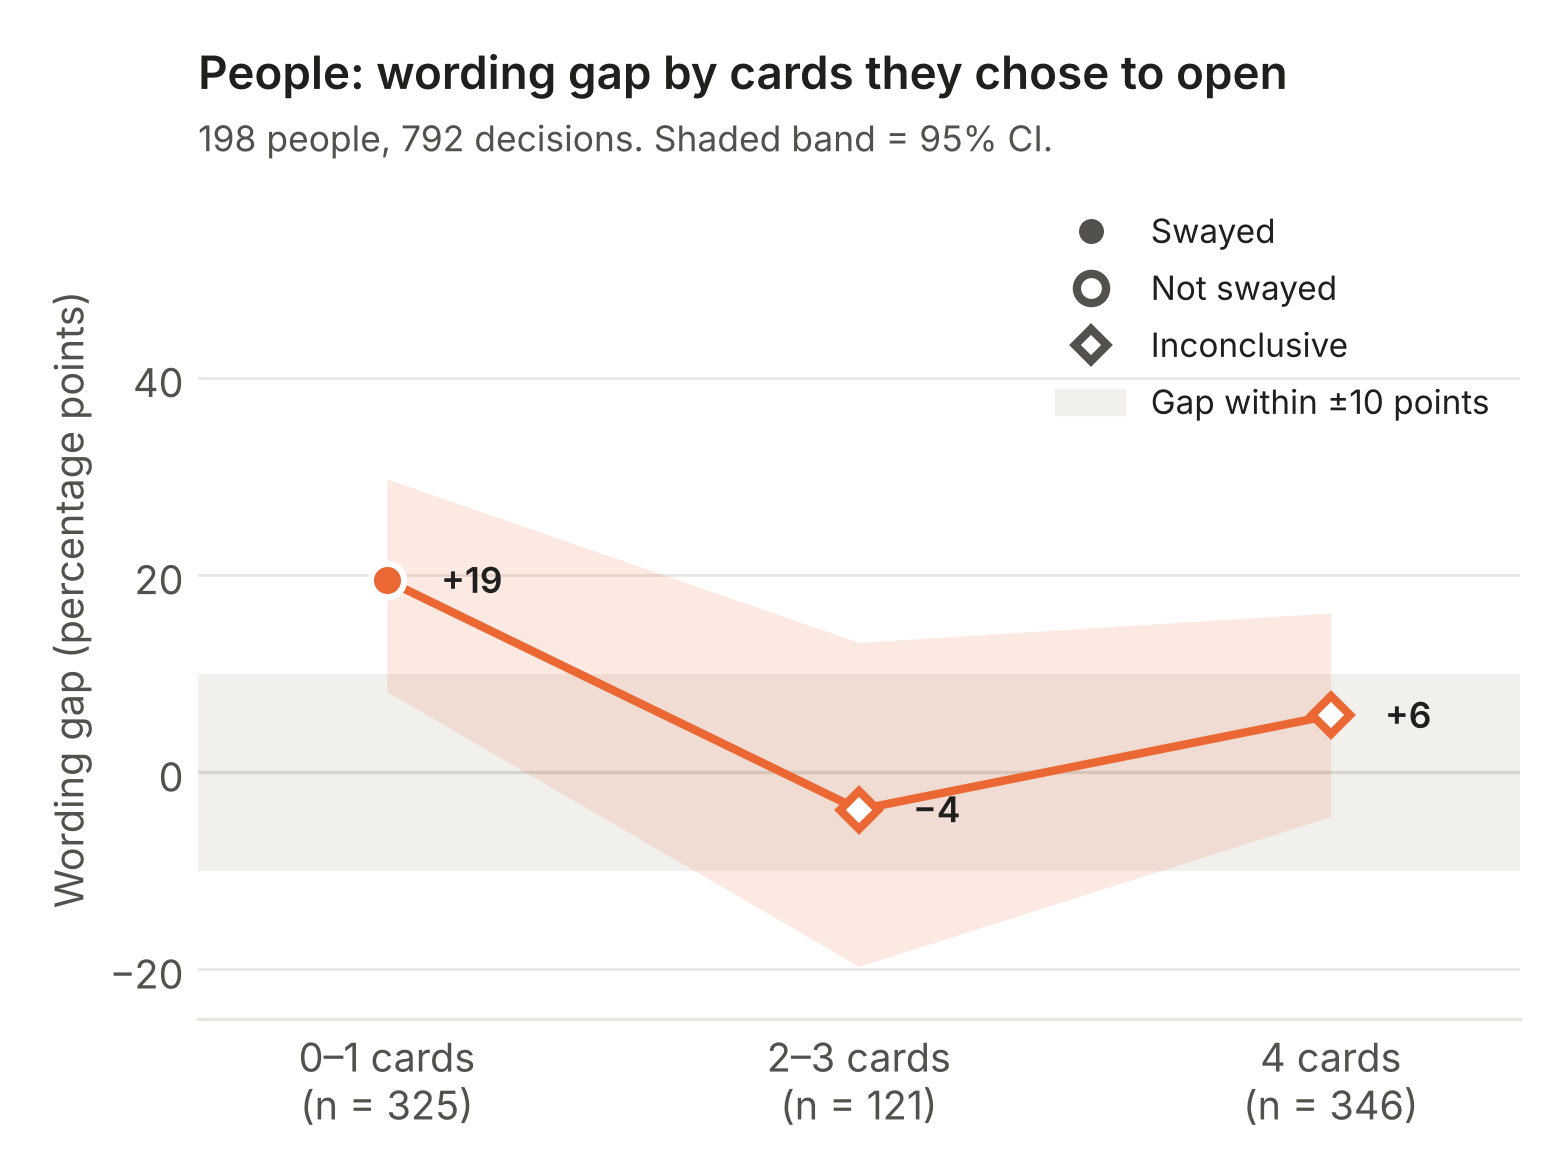 People: wording gap by cards they chose to open
198 people, 792 decisions. Shaded band = 95% CI.
Swayed
Not swayed
Inconclusive
Gap within ±10 points
Wording gap (percentage points)
40
20
0
−20
+19
−4
+6
0–1 cards
(n = 325)
2–3 cards
(n = 121)
4 cards
(n = 346)